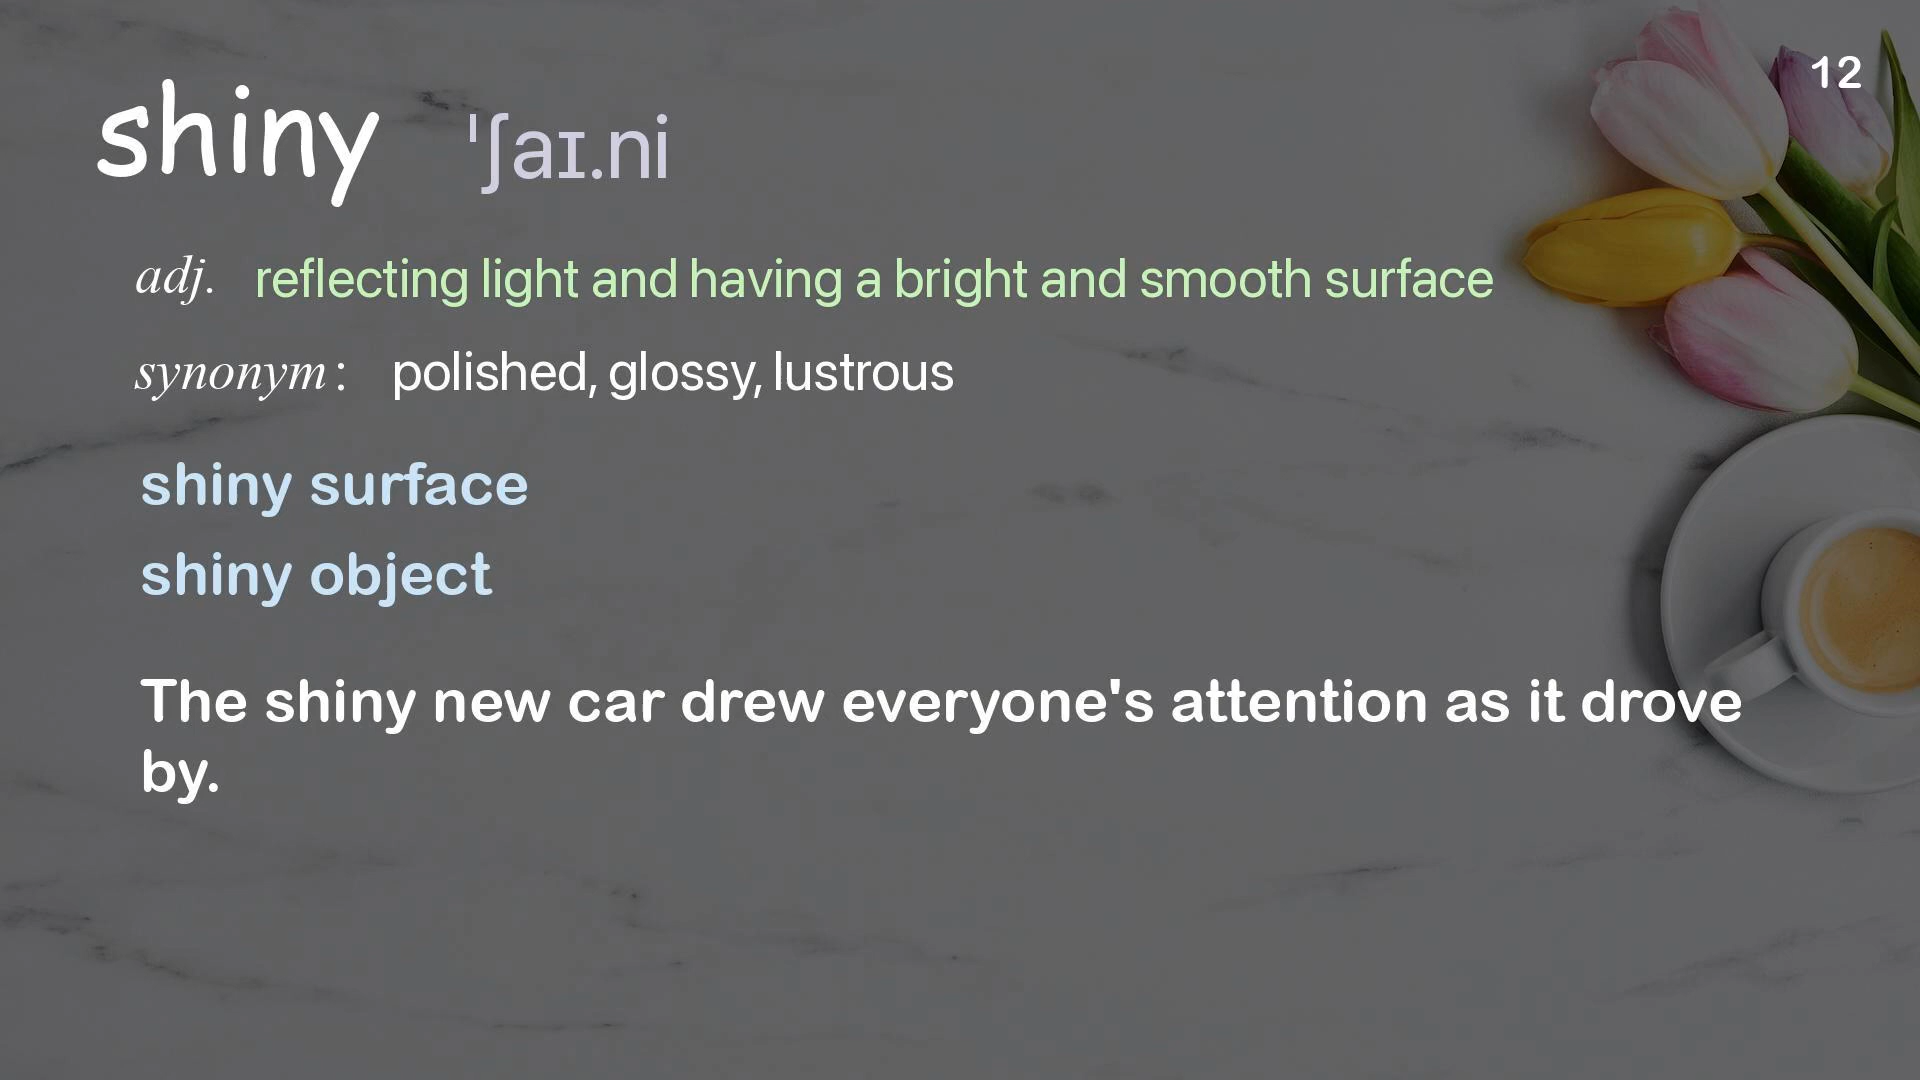 12
shiny ˈʃaɪ.ni
adj. reflecting light and having a bright and smooth surface
synonym: polished, glossy, lustrous
shiny surface
shiny object
The shiny new car drew everyone's attention as it drove
by.